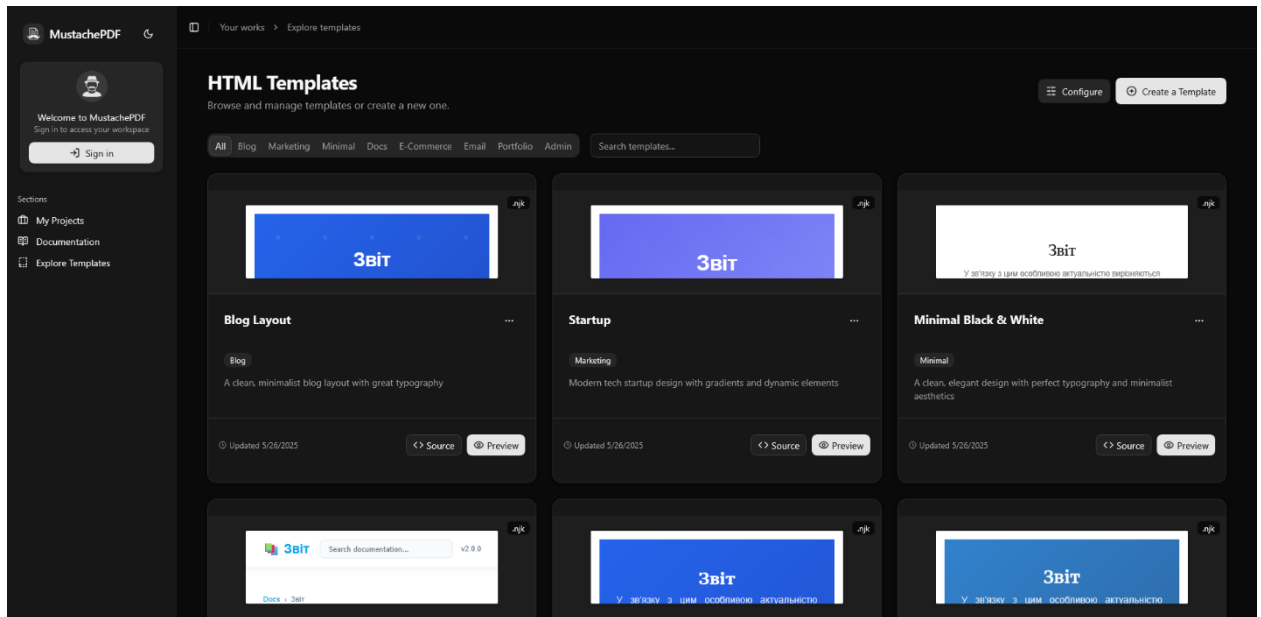 MustachePDF
Your works > Explore templates
Welcome to MustachePDF
Sign in to access your workspace
Sign in
Sections
My Projects
Documentation
Explore Templates
HTML Templates
Browse and manage templates or create a new one.
Configure
Create a Template
All Blog Marketing Minimal Docs E-Commerce Email Portfolio Admin
Search templates...
.njk
Звіт
Blog Layout
...
Blog
A clean, minimalist blog layout with great typography
Updated 5/26/2025
<> Source
Preview
.njk
Звіт
Startup
...
Marketing
Modern tech startup design with gradients and dynamic elements
Updated 5/26/2025
<> Source
Preview
.njk
Звіт
У зв'язку з цим особливою актуальністю вирізняються
Minimal Black & White
...
Minimal
A clean, elegant design with perfect typography and minimalist
aesthetics
Updated 5/26/2025
<> Source
Preview
.njk
Звіт
Search documentation...
v2.0.0
Docs › Звіт
.njk
Звіт
У зв'язку з цим особливою актуальністю
.njk
Звіт
У зв'язку з цим особливою актуальністю